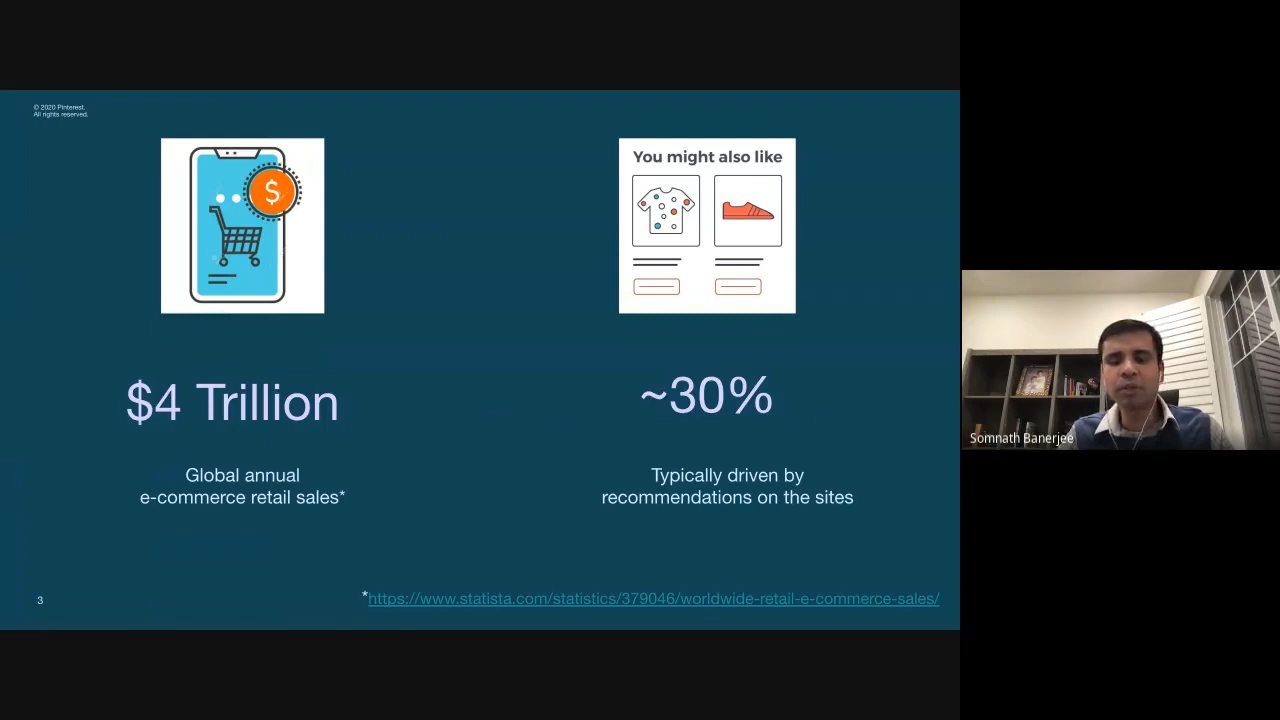 © 2020 Pinterest.
All rights reserved.
$
You might also like
$4 Trillion
~30%
Global annual
e-commerce retail sales*
Typically driven by
recommendations on the sites
3
*https://www.statista.com/statistics/379046/worldwide-retail-e-commerce-sales/
Somnath Banerjee